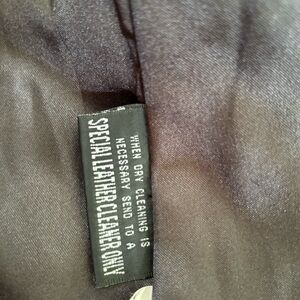 WHEN DRY CLEANING IS
NECESSARY SEND TO A
SPECIAL LEATHER CLEANER ONLY